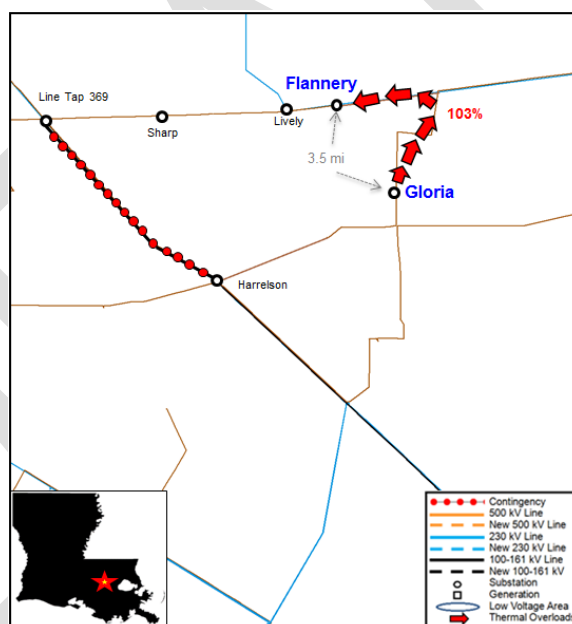 Line Tap 369
Flannery
Sharp
Lively
103%
3.5 mi
Gloria
Harrelson
Contingency
500 kV Line
New 500 kV Line
230 kV Line
New 230 kV Line
100-161 kV Line
New 100-161 kV
Substation
Generation
Low Voltage Area
Thermal Overloads